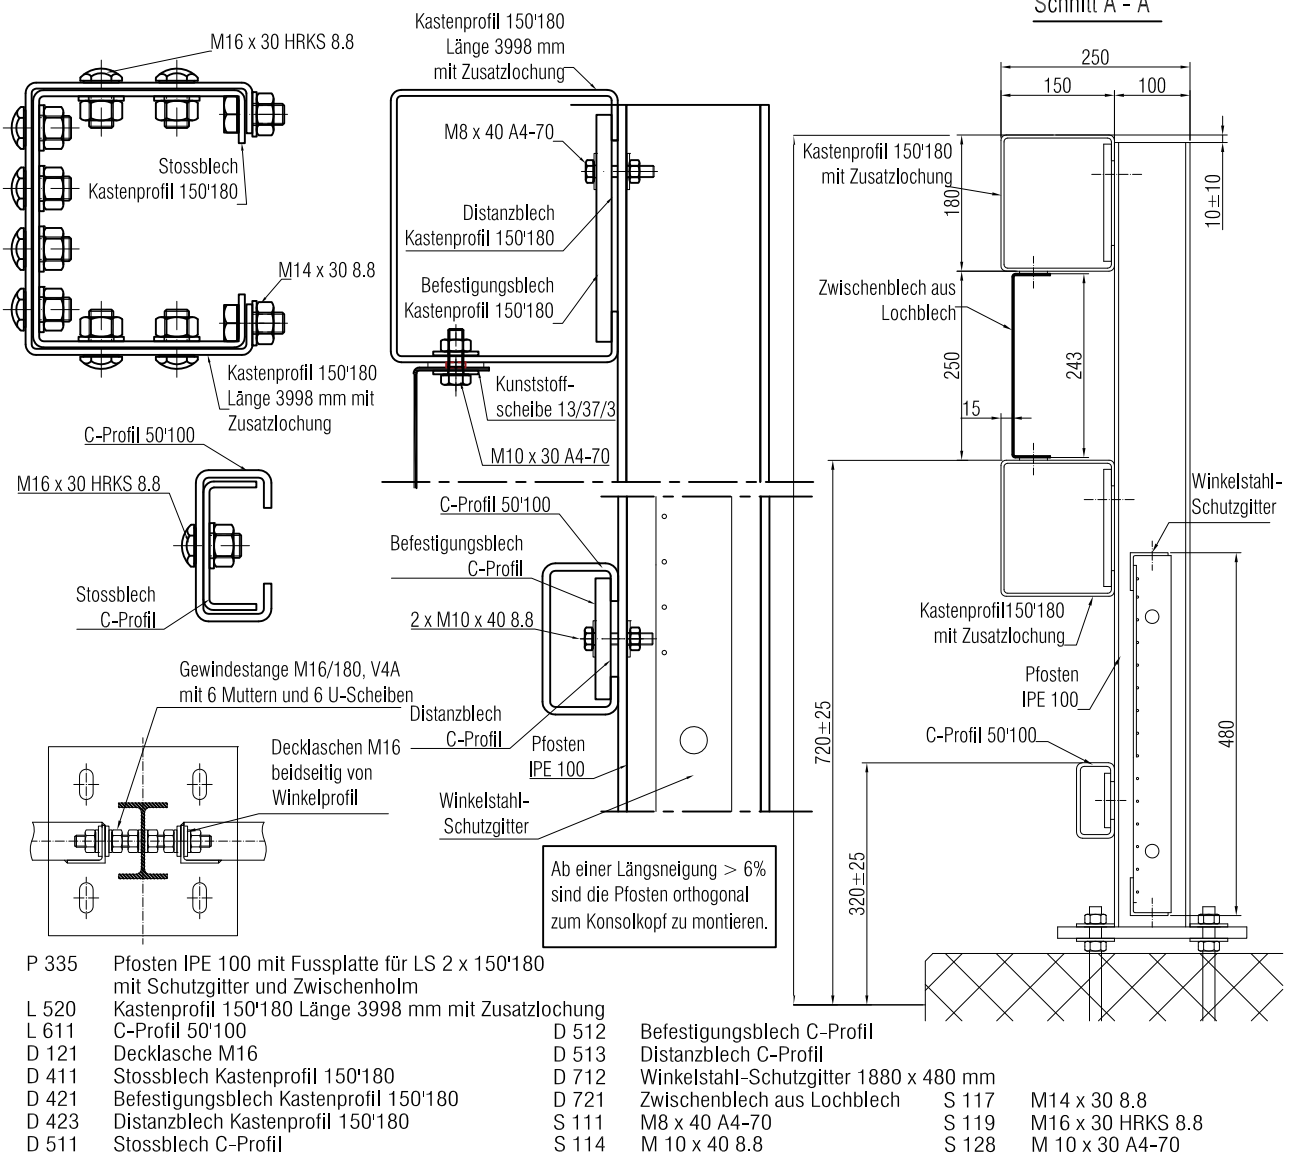 Schnitt A - A
M16 x 30 HRKS 8.8
Stossblech
Kastenprofil 150'180
M14 x 30 8.8
Kastenprofil 150'180
Länge 3998 mm mit
Zusatzlochung
C-Profil 50'100
M16 x 30 HRKS 8.8
Stossblech
C-Profil
Gewindestange M16/180, V4A
mit 6 Muttern und 6 U-Scheiben
Decklaschen M16
beidseitig von
Winkelprofil
Kastenprofil 150'180
Länge 3998 mm
mit Zusatzlochung
M8 x 40 A4-70
Distanzblech
Kastenprofil 150'180
Befestigungsblech
Kastenprofil 150'180
Kunststoff-
scheibe 13/37/3
M10 x 30 A4-70
C-Profil 50'100
Befestigungsblech
C-Profil
2 x M10 x 40 8.8
Distanzblech
C-Profil
Pfosten
IPE 100
Winkelstahl-
Schutzgitter
Ab einer Längsneigung > 6%
sind die Pfosten orthogonal
zum Konsolkopf zu montieren.
250
150
100
Kastenprofil 150'180
mit Zusatzlochung
180
10±10
Zwischenblech aus
Lochblech
250
243
15
Winkelstahl-
Schutzgitter
Kastenprofil150'180
mit Zusatzlochung
Pfosten
IPE 100
720±25
C-Profil 50'100
480
320±25
P 335 Pfosten IPE 100 mit Fussplatte für LS 2 x 150'180
mit Schutzgitter und Zwischenholm
L 520 Kastenprofil 150'180 Länge 3998 mm mit Zusatzlochung
L 611 C-Profil 50'100
D 121 Decklasche M16
D 411 Stossblech Kastenprofil 150'180
D 421 Befestigungsblech Kastenprofil 150'180
D 423 Distanzblech Kastenprofil 150'180
D 511 Stossblech C-Profil
D 512 Befestigungsblech C-Profil
D 513 Distanzblech C-Profil
D 712 Winkelstahl-Schutzgitter 1880 x 480 mm
D 721 Zwischenblech aus Lochblech
S 111 M8 x 40 A4-70
S 114 M 10 x 40 8.8
S 117 M14 x 30 8.8
S 119 M16 x 30 HRKS 8.8
S 128 M 10 x 30 A4-70